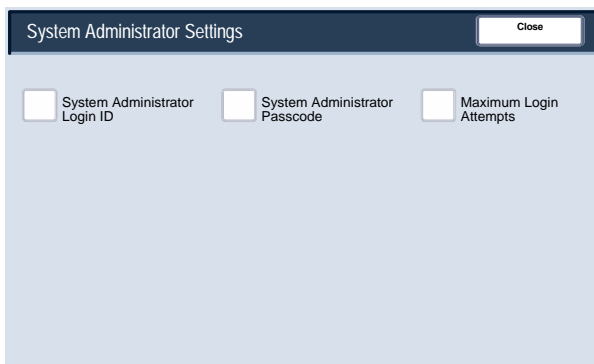 System Administrator Settings
Close
System Administrator
Login ID
System Administrator
Passcode
Maximum Login
Attempts